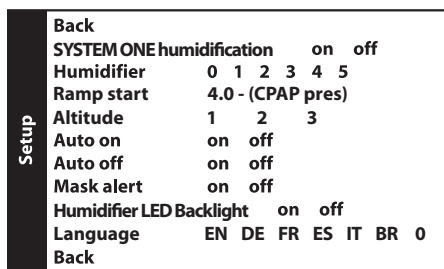 Setup
Back
SYSTEM ONE humidification on off
Humidifier 0 1 2 3 4 5
Ramp start 4.0 - (CPAP pres)
Altitude 1 2 3
Auto on on off
Auto off on off
Mask alert on off
Humidifier LED Backlight on off
Language EN DE FR ES IT BR 0
Back